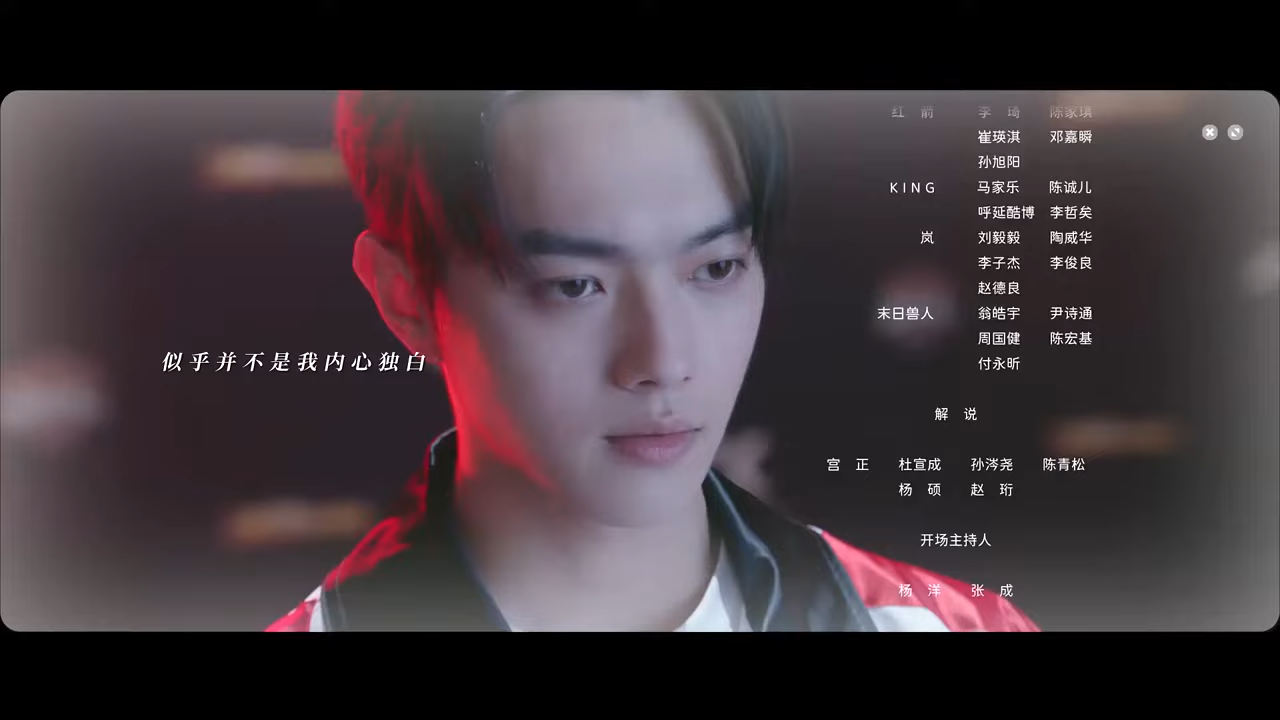 红 箭 李 琦 陈家瑱
崔瑛淇 邓嘉瞬
孙旭阳
KING 马家乐 陈诚儿
呼延酷博 李哲矣
岚 刘毅毅 陶威华
李子杰 李俊良
赵德良
末日兽人 翁皓宇 尹诗通
周国健 陈宏基
似乎并不是我内心独白
付永昕
解 说
宫 正 杜宣成 孙涔尧 陈青松
杨 硕 赵 珩
开场主持人
杨 洋 张 成